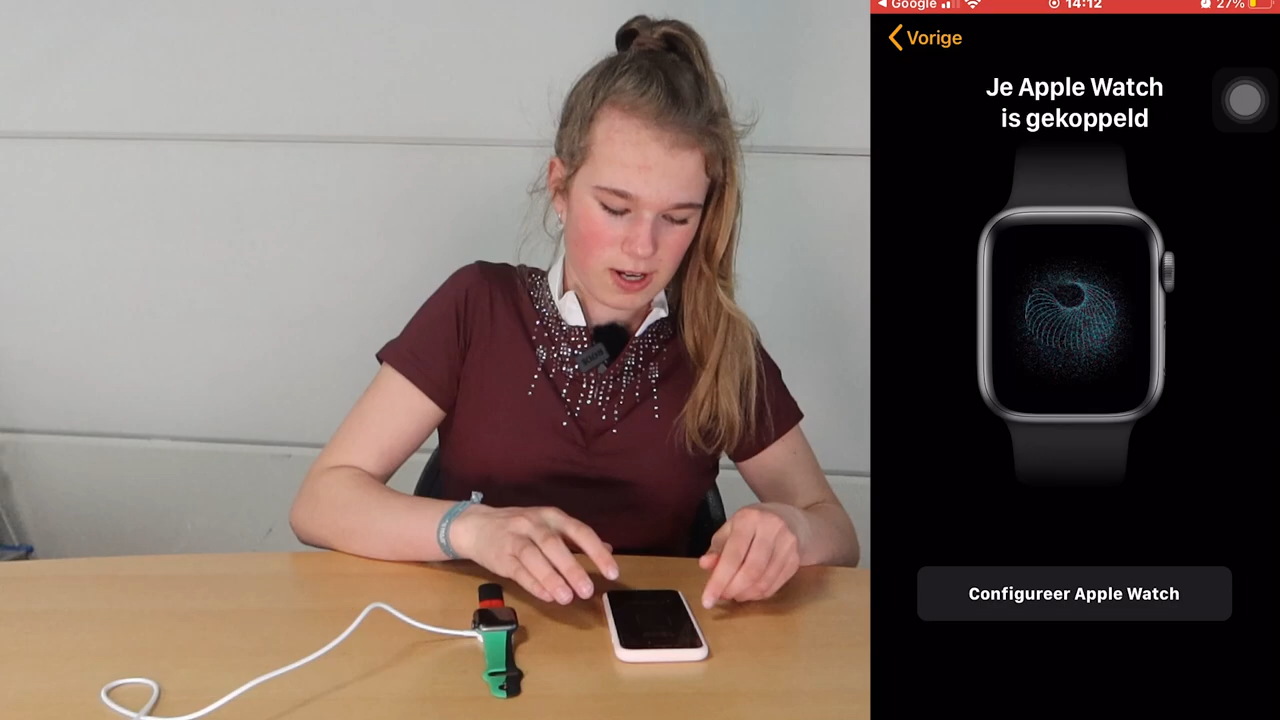 Google
14:12
27%
Vorige
Je Apple Watch
is gekoppeld
Configureer Apple Watch